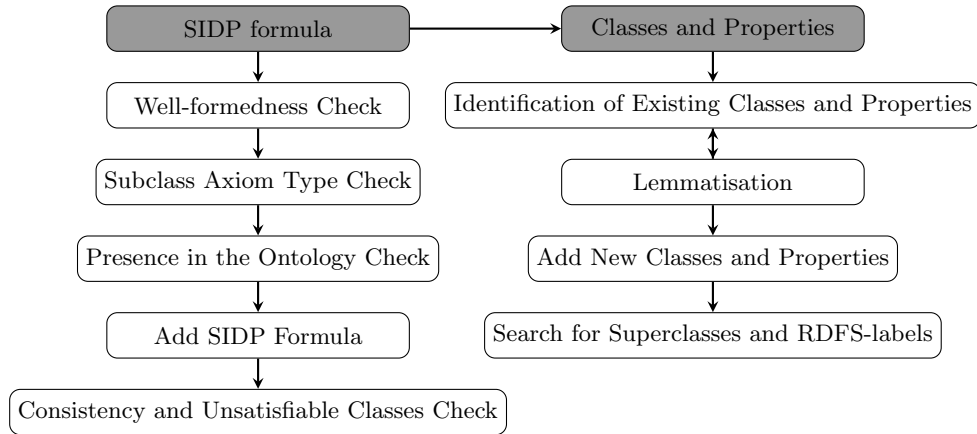 SIDP formula
Classes and Properties
Well-formedness Check
Identification of Existing Classes and Properties
Subclass Axiom Type Check
Lemmatisation
Presence in the Ontology Check
Add New Classes and Properties
Add SIDP Formula
Search for Superclasses and RDFS-labels
Consistency and Unsatisfiable Classes Check